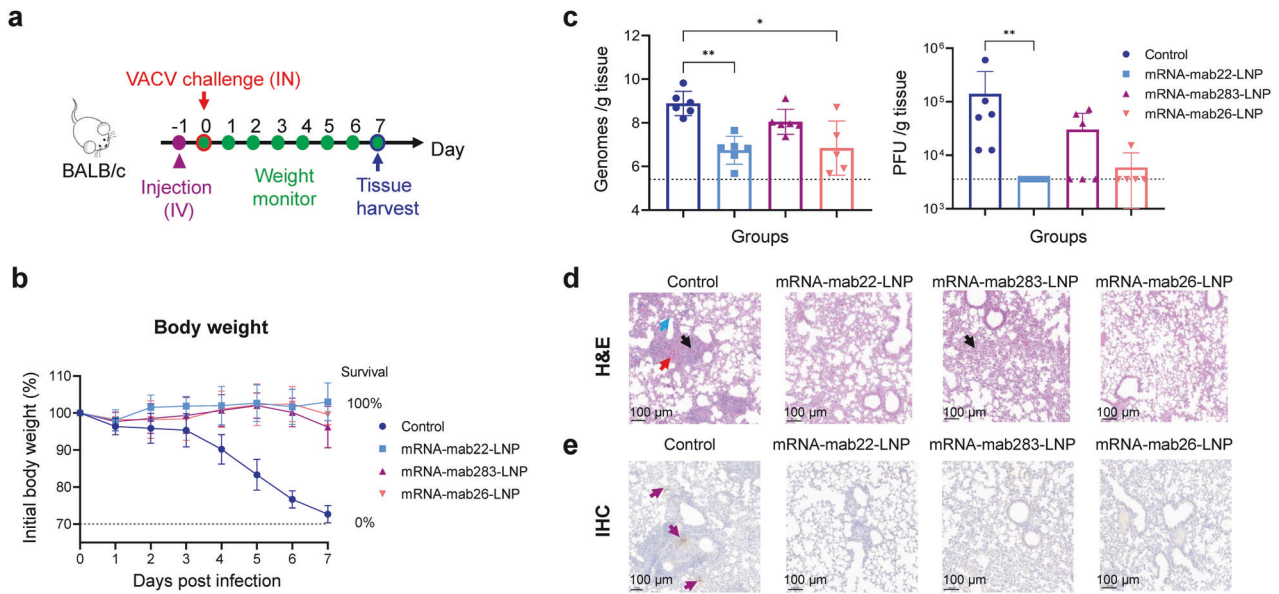 a
VACV challenge (IN)
-1 0 1 2 3 4 5 6 7
Day
BALB/c
Injection
(IV)
Weight
monitor
Tissue
harvest
b
Body weight
Initial body weight (%)
110
100
90
80
70
0 1 2 3 4 5 6 7
Days post infection
Survival
100%
Control
mRNA-mab22-LNP
mRNA-mab283-LNP
mRNA-mab26-LNP
0%
c
Genomes /g tissue
12
10
8
6
4
*
**
Groups
PFU /g tissue
10⁶
10⁵
10⁴
10³
**
Groups
Control
mRNA-mab22-LNP
mRNA-mab283-LNP
mRNA-mab26-LNP
d
Control mRNA-mab22-LNP mRNA-mab283-LNP mRNA-mab26-LNP
H&E
100 µm 100 µm 100 µm 100 µm
e
Control mRNA-mab22-LNP mRNA-mab283-LNP mRNA-mab26-LNP
IHC
100 µm 100 µm 100 µm 100 µm